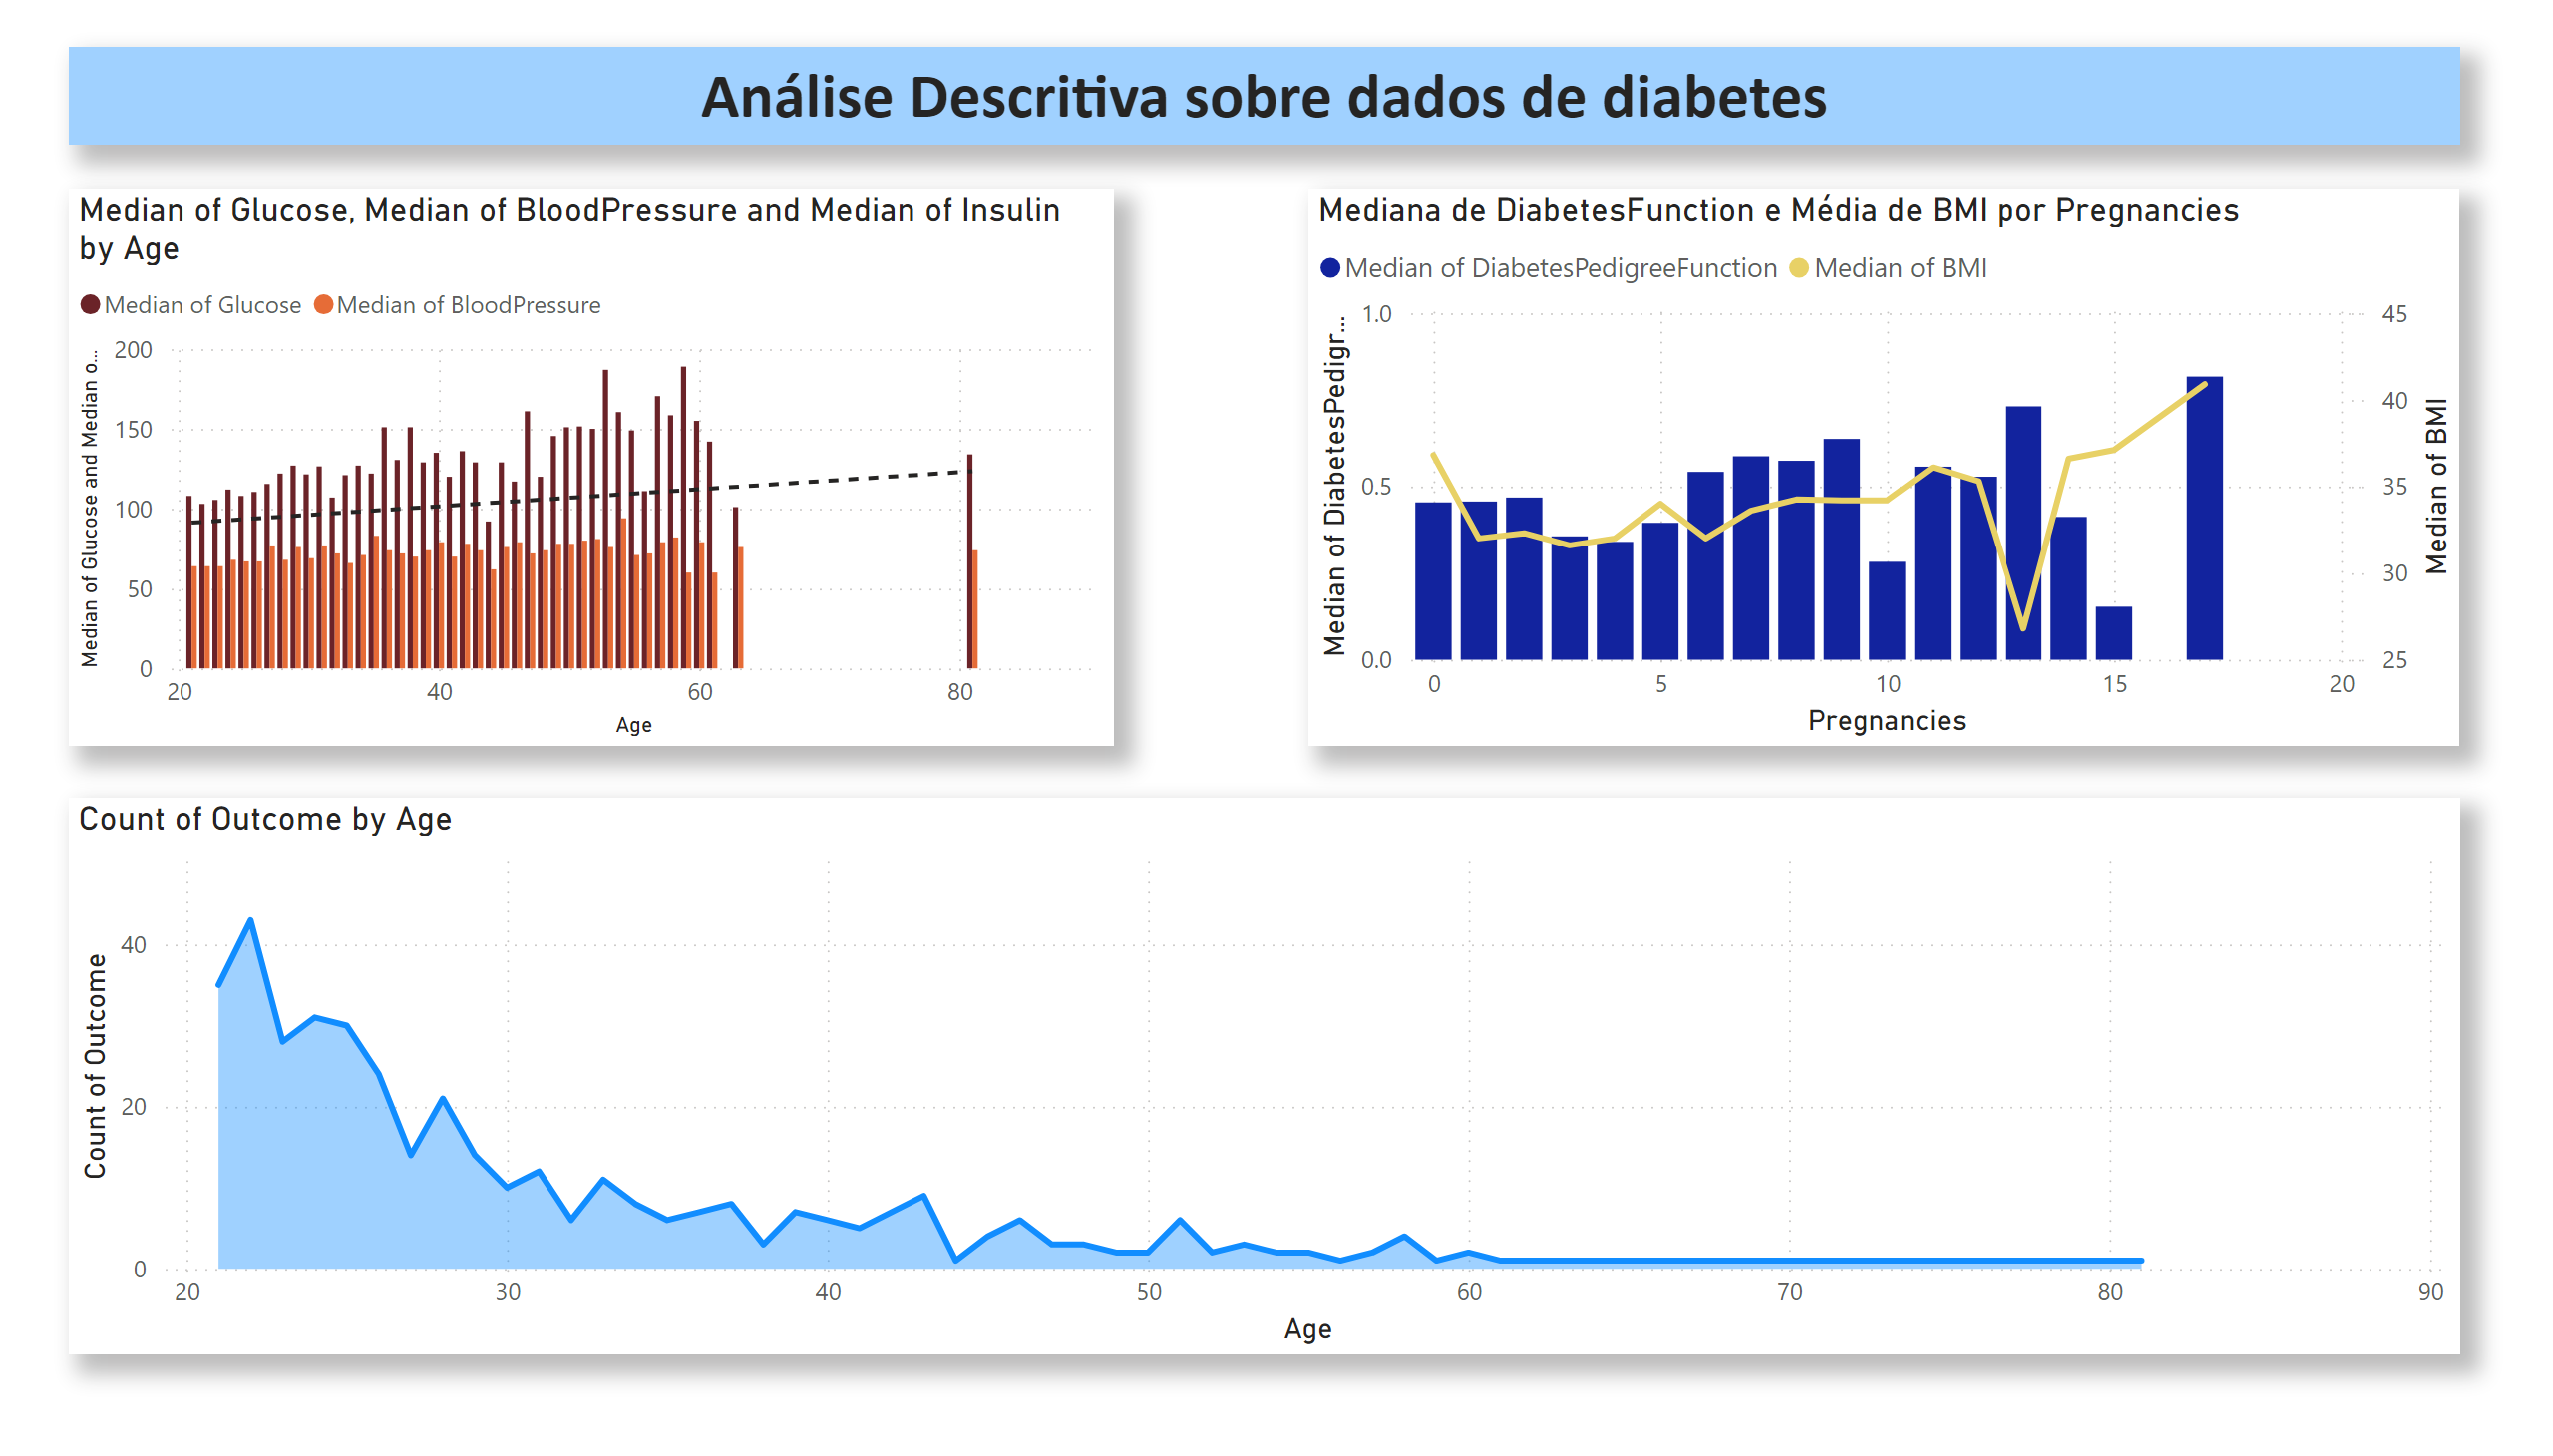 Análise Descritiva sobre dados de diabetes
Median of Glucose, Median of BloodPressure and Median of Insulin
by Age
Median of Glucose Median of BloodPressure
Median of Glucose and Median o...
200
150
100
50
0
20 40 60 80
Age
Mediana de DiabetesFunction e Média de BMI por Pregnancies
Median of DiabetesPedigreeFunction Median of BMI
Median of DiabetesPedigr...
1.0
0.5
0.0
45
40
35
30
25
Median of BMI
0 5 10 15 20
Pregnancies
Count of Outcome by Age
Count of Outcome
40
20
0
20 30 40 50 60 70 80 90
Age